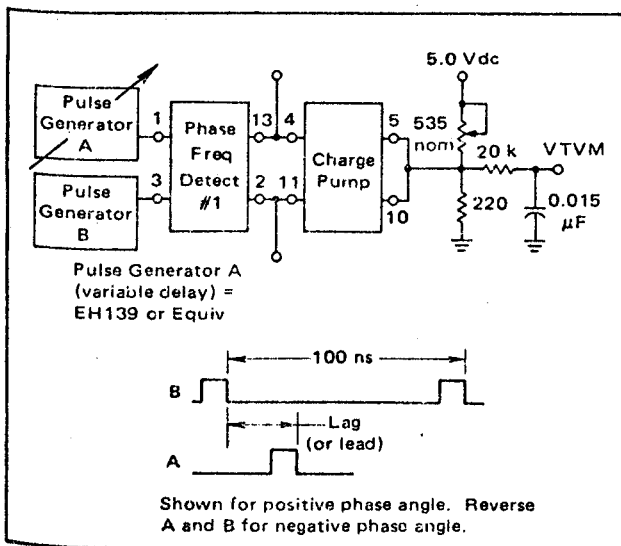 5.0 Vdc
Pulse
Generator
A
1
Phase
Freq
Detect
#1
13
4
Charge
Pump
5
535
nom
20 k
VTVM
Pulse
Generator
B
3
2
11
10
220
0.015
µF
Pulse Generator A
(variable delay) =
EH139 or Equiv
100 ns
B
Lag
(or lead)
A
Shown for positive phase angle. Reverse
A and B for negative phase angle.